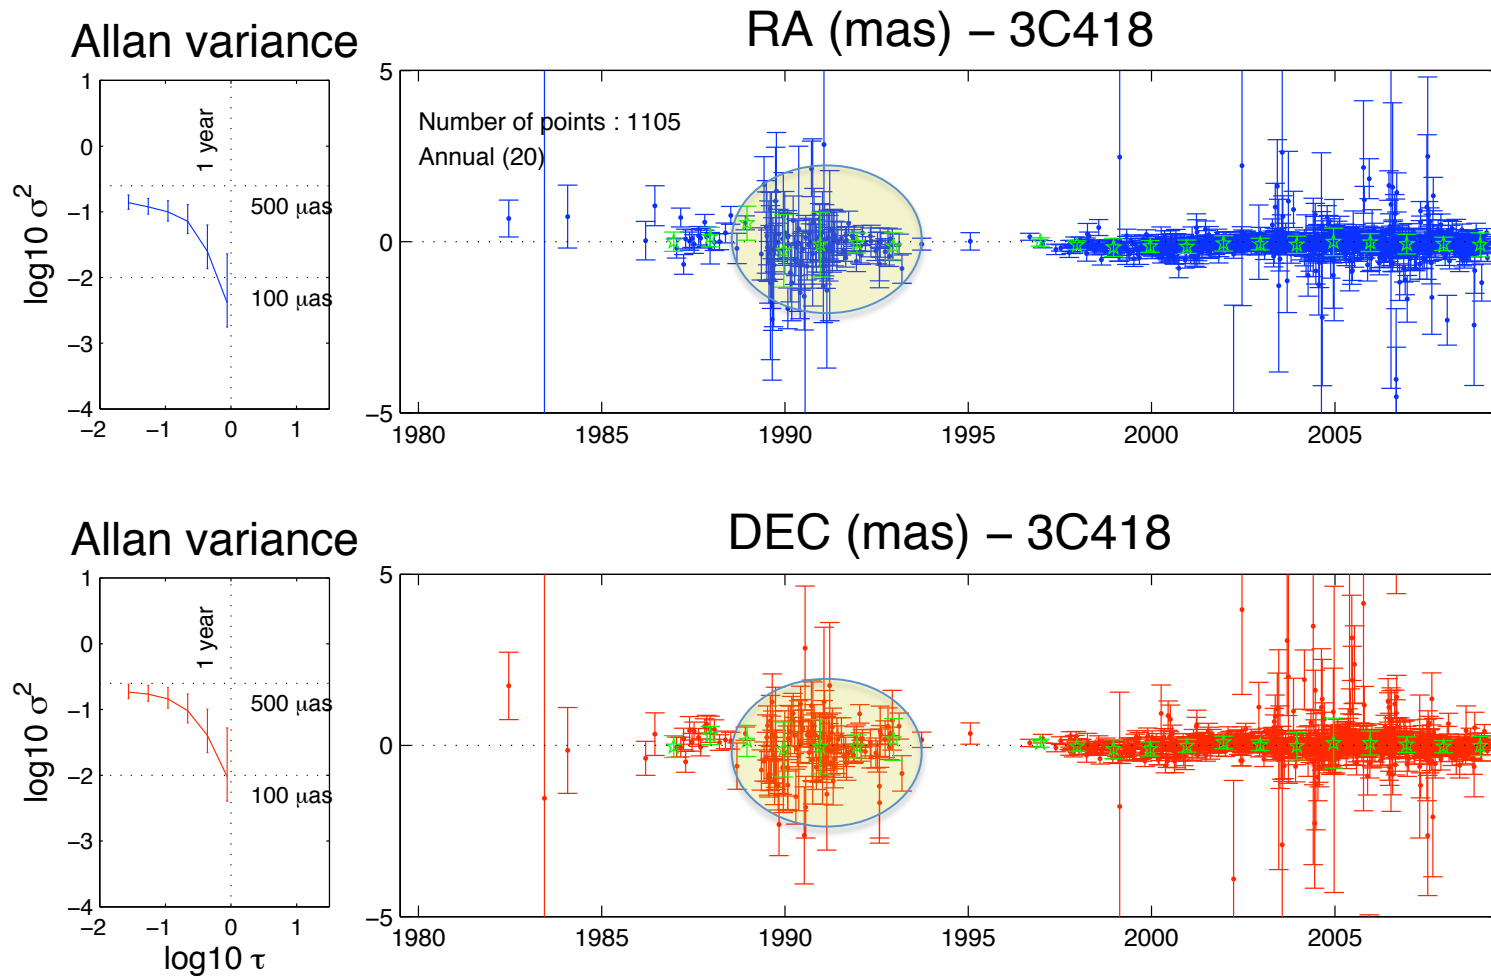 Allan variance
RA (mas) – 3C418
1
0
−1
−2
−3
−4
log10 σ²
1 year
500 μas
100 μas
−2
−1
0
1
5
0
−5
Number of points : 1105
Annual (20)
1980
1985
1990
1995
2000
2005
Allan variance
DEC (mas) – 3C418
1
0
−1
−2
−3
−4
log10 σ²
1 year
500 μas
100 μas
−2
−1
0
1
log10 τ
5
0
−5
1980
1985
1990
1995
2000
2005